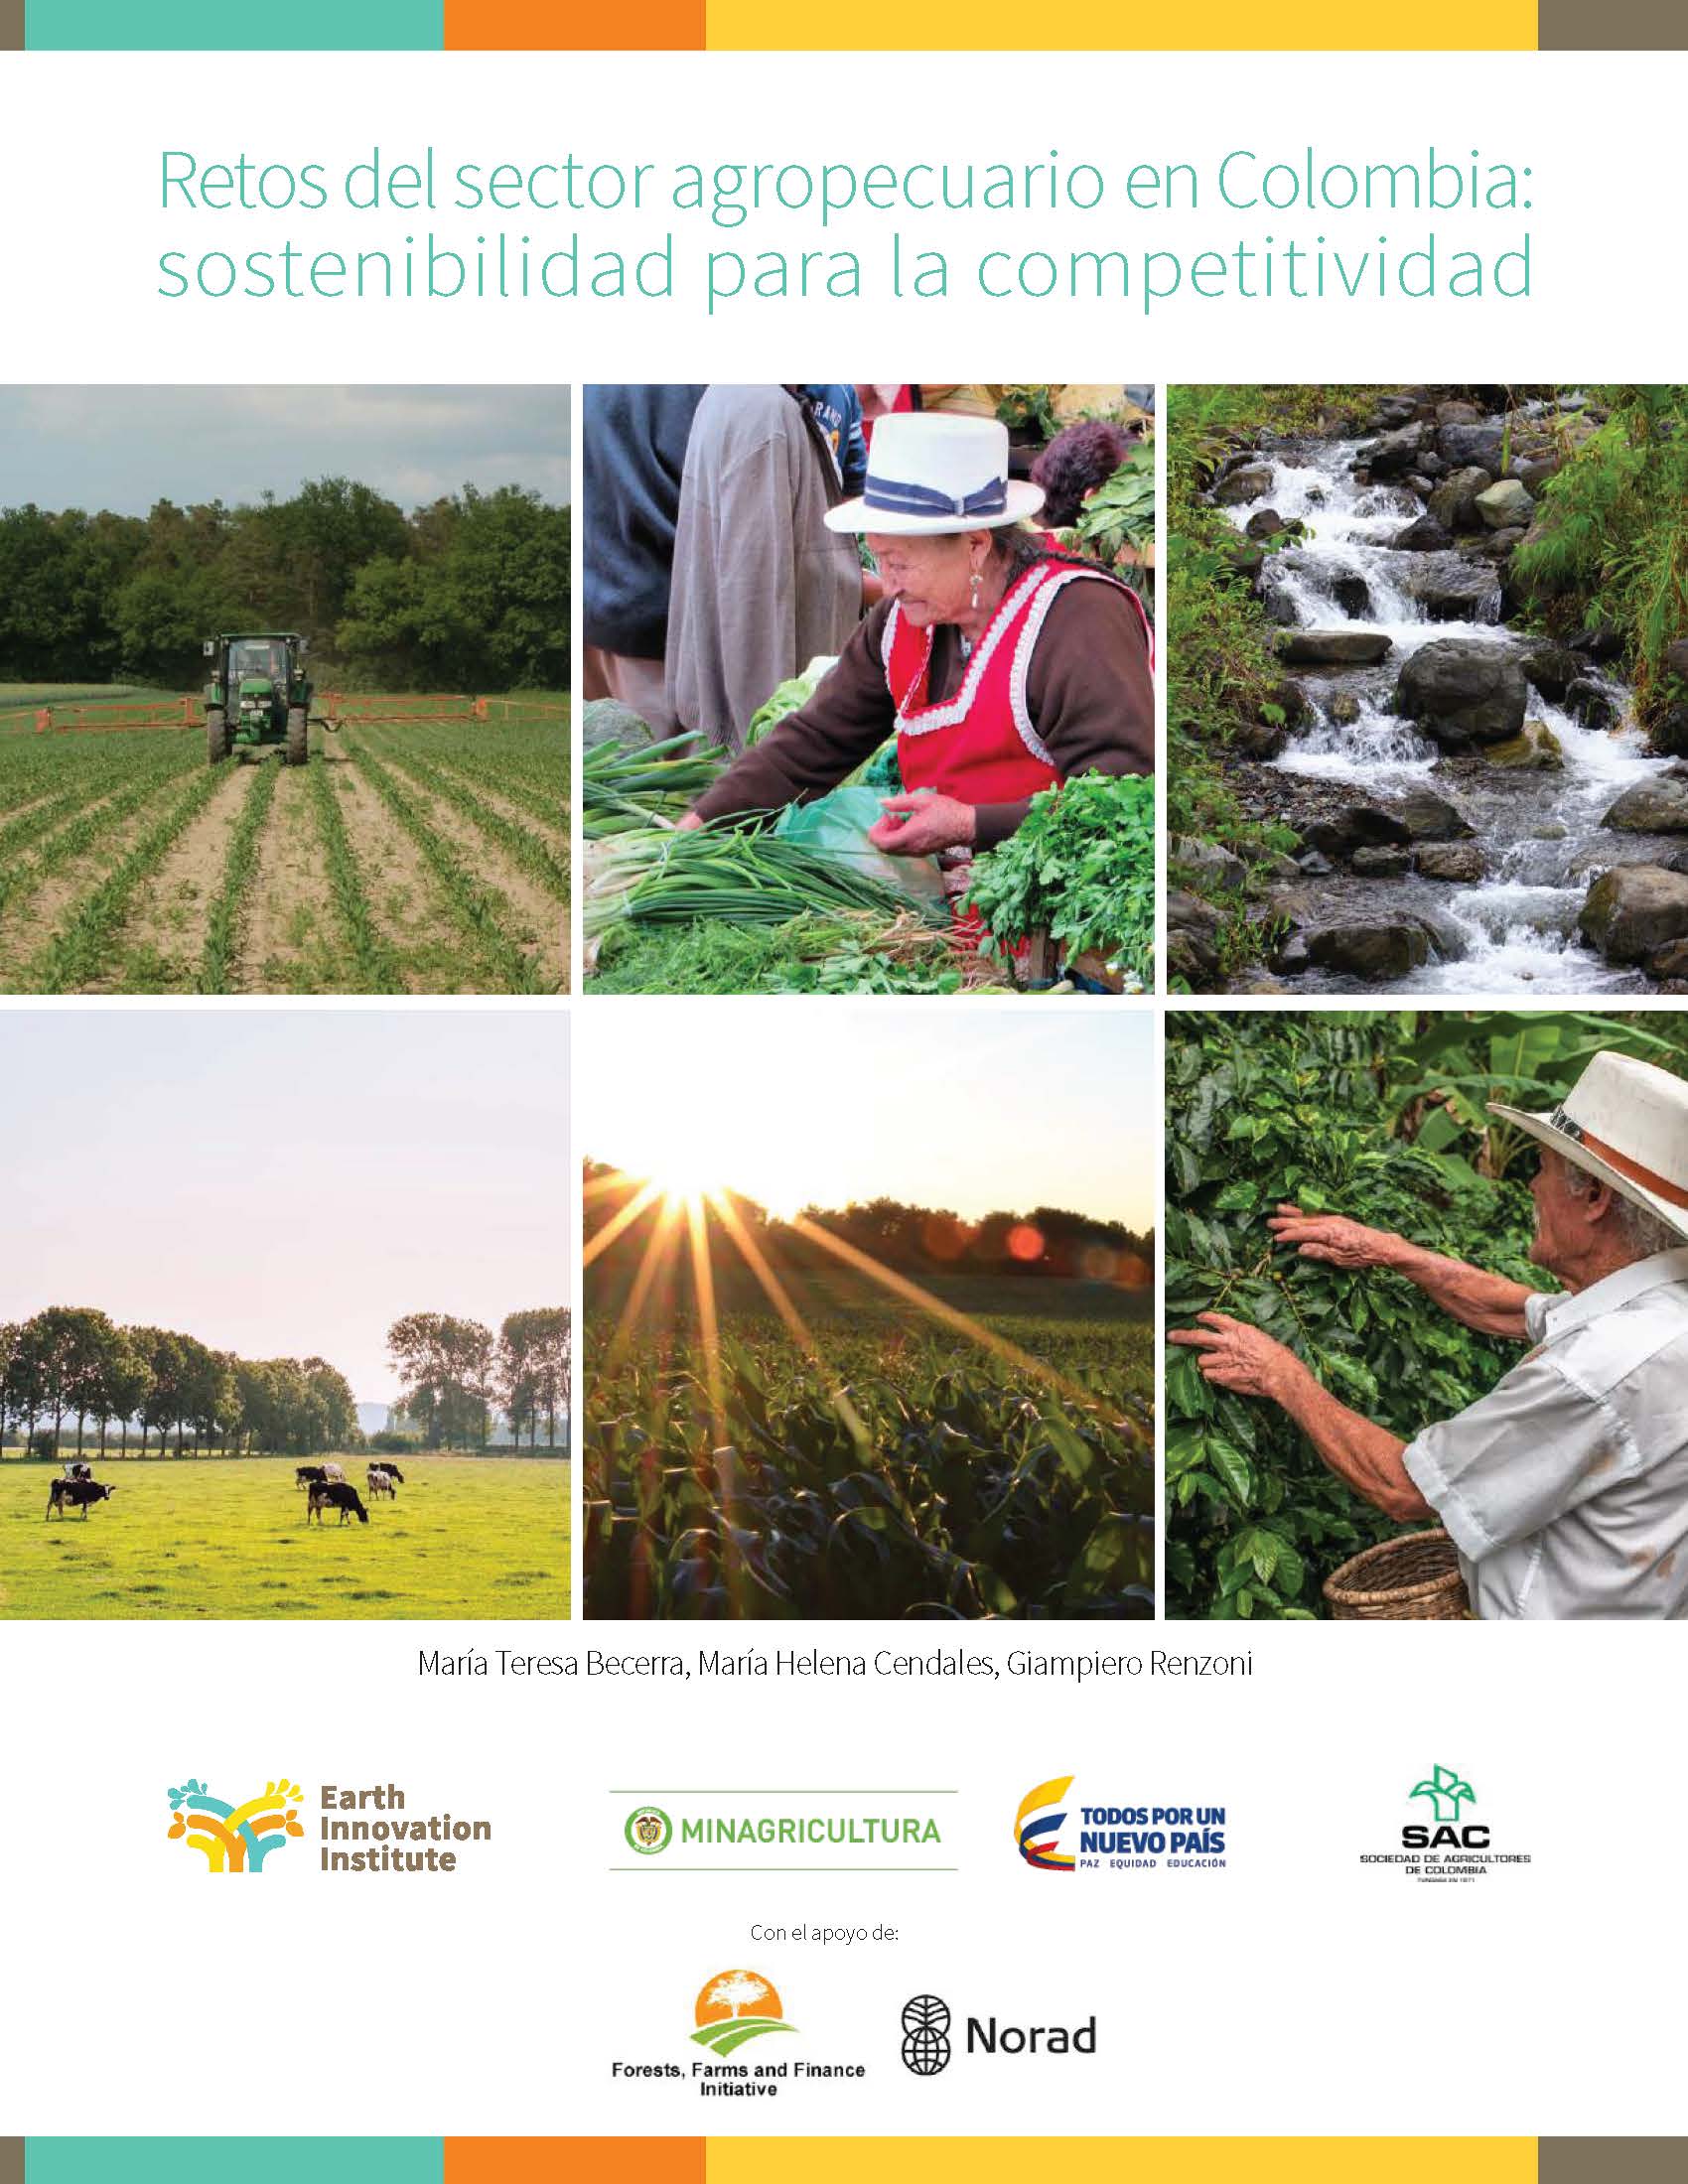 Retos del sector agropecuario en Colombia:
sostenibilidad para la competitividad
RAND
María Teresa Becerra, María Helena Cendales, Giampiero Renzoni
Earth
Innovation
Institute
MINAGRICULTURA
TODOS POR UN
NUEVO PAÍS
PAZ EQUIDAD EDUCACIÓN
SAC
SOCIEDAD DE AGRICULTORES
DE COLOMBIA
Con el apoyo de:
Forests, Farms and Finance
Initiative
Norad